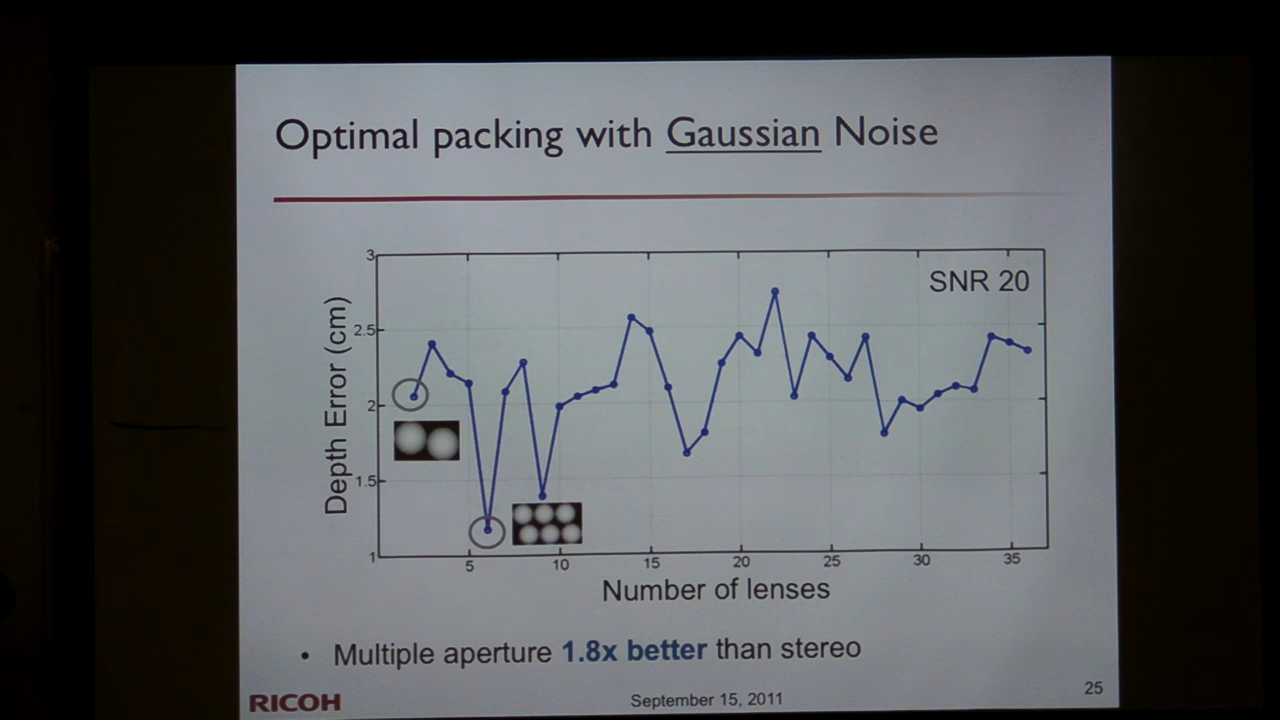 Optimal packing with Gaussian Noise
SNR 20
Depth Error (cm)
3
2.5
2
1.5
1
5 10 15 20 25 30 35
Number of lenses
• Multiple aperture 1.8x better than stereo
RICOH
September 15, 2011
25